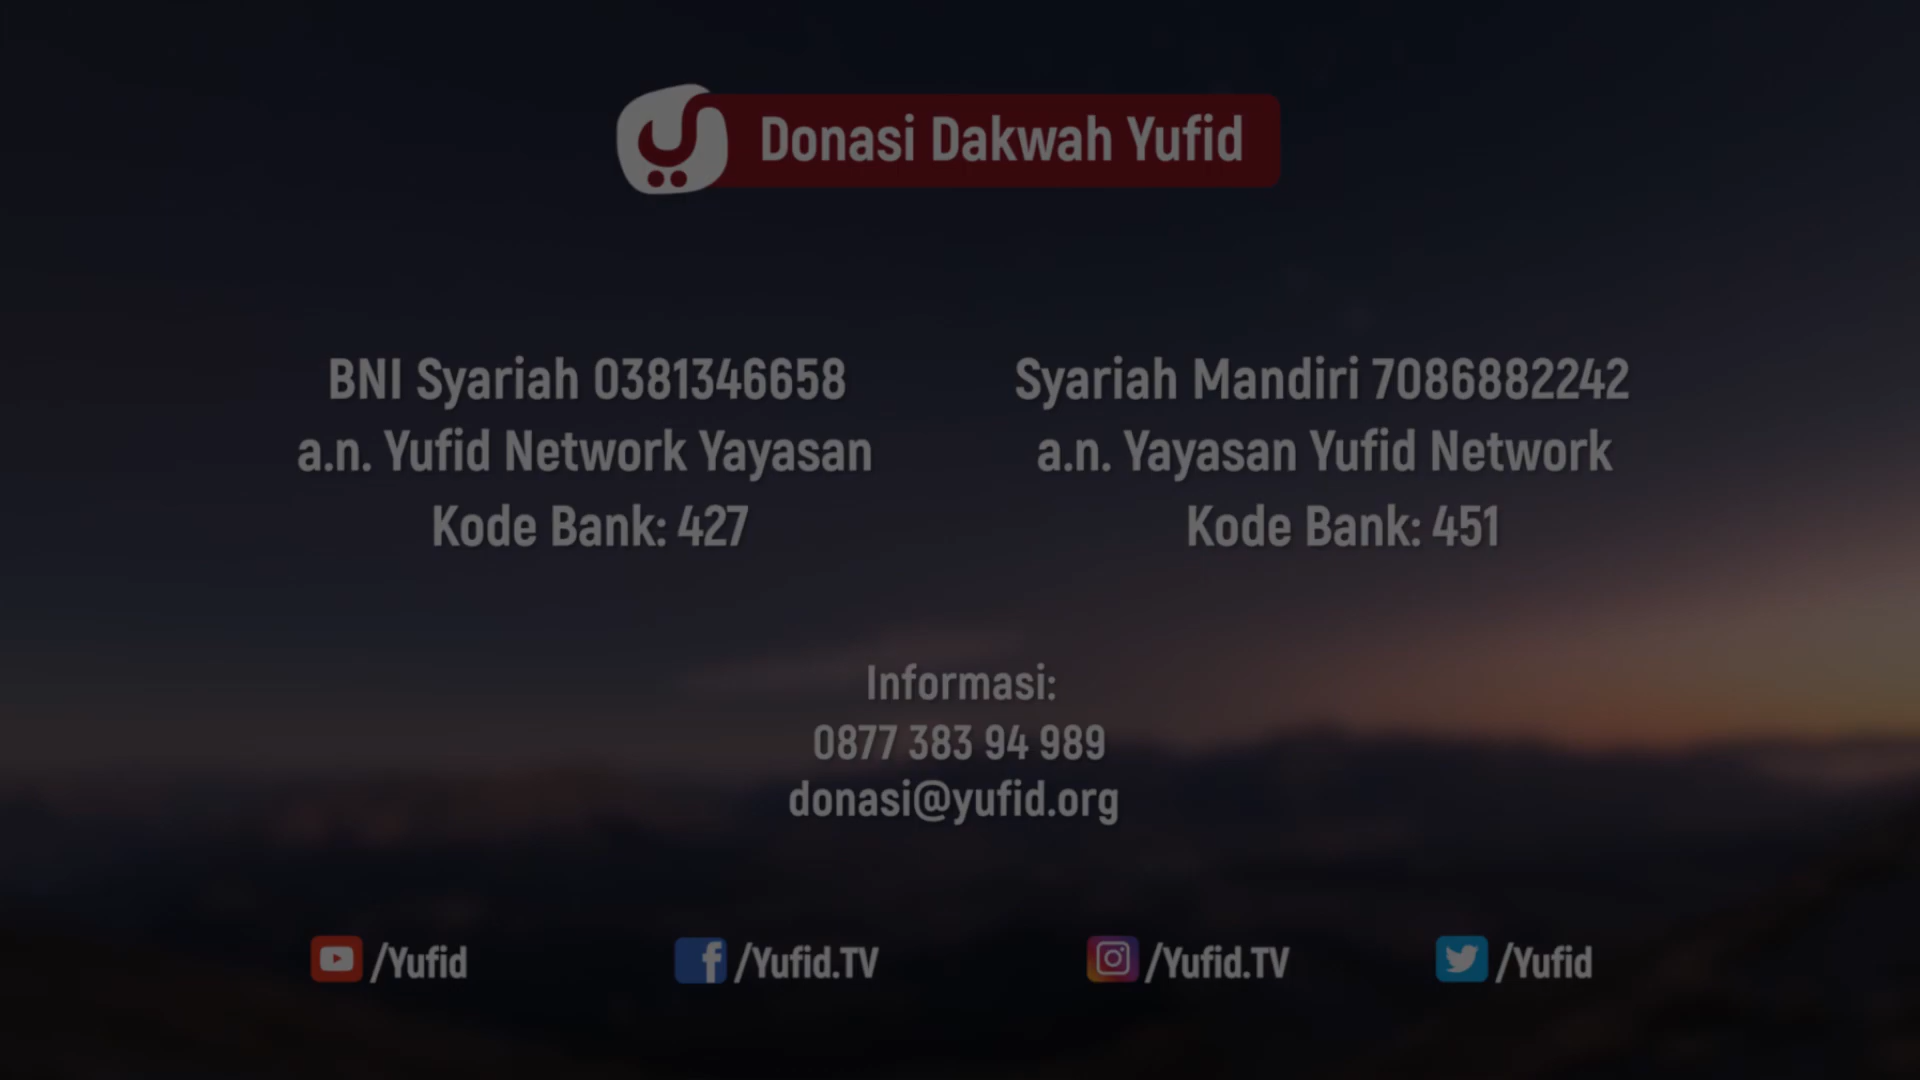 Donasi Dakwah Yufid
BNI Syariah 0381346658
a.n. Yufid Network Yayasan
Kode Bank: 427
Syariah Mandiri 7086882242
a.n. Yayasan Yufid Network
Kode Bank: 451
Informasi:
0877 383 94 989
donasi@yufid.org
/Yufid
/Yufid.TV
/Yufid.TV
/Yufid